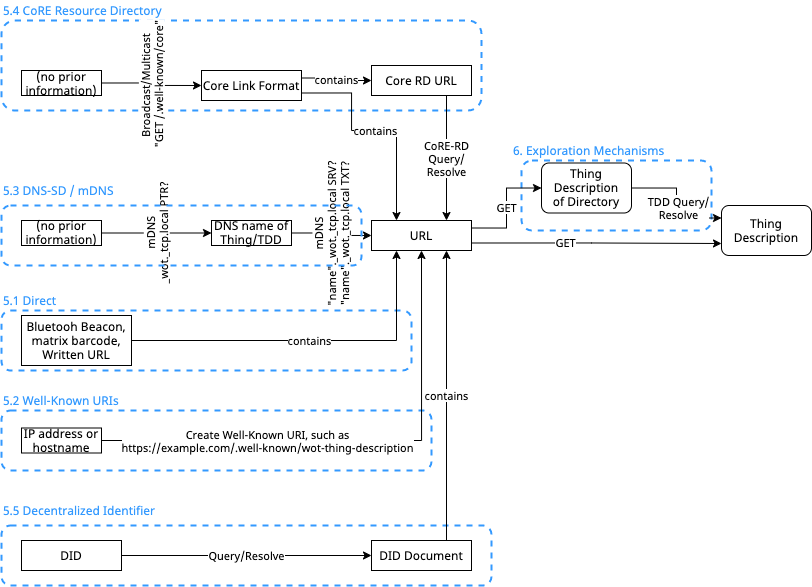 5.4 CoRE Resource Directory
(no prior
information)
Broadcast/Multicast
"GET /.well-known/core"
Core Link Format
contains
Core RD URL
contains
CoRE-RD
Query/
Resolve
6. Exploration Mechanisms
Thing
Description
of Directory
TDD Query/
Resolve
GET
Thing
Description
5.3 DNS-SD / mDNS
(no prior
information)
mDNS
_wot._tcp.local PTR?
DNS name of
Thing/TDD
mDNS
"name"._wot._tcp.local SRV?
"name"._wot._tcp.local TXT?
URL
GET
5.1 Direct
Bluetooh Beacon,
matrix barcode,
Written URL
contains
5.2 Well-Known URIs
IP address or
hostname
Create Well-Known URI, such as
https://example.com/.well-known/wot-thing-description
contains
5.5 Decentralized Identifier
DID
Query/Resolve
DID Document